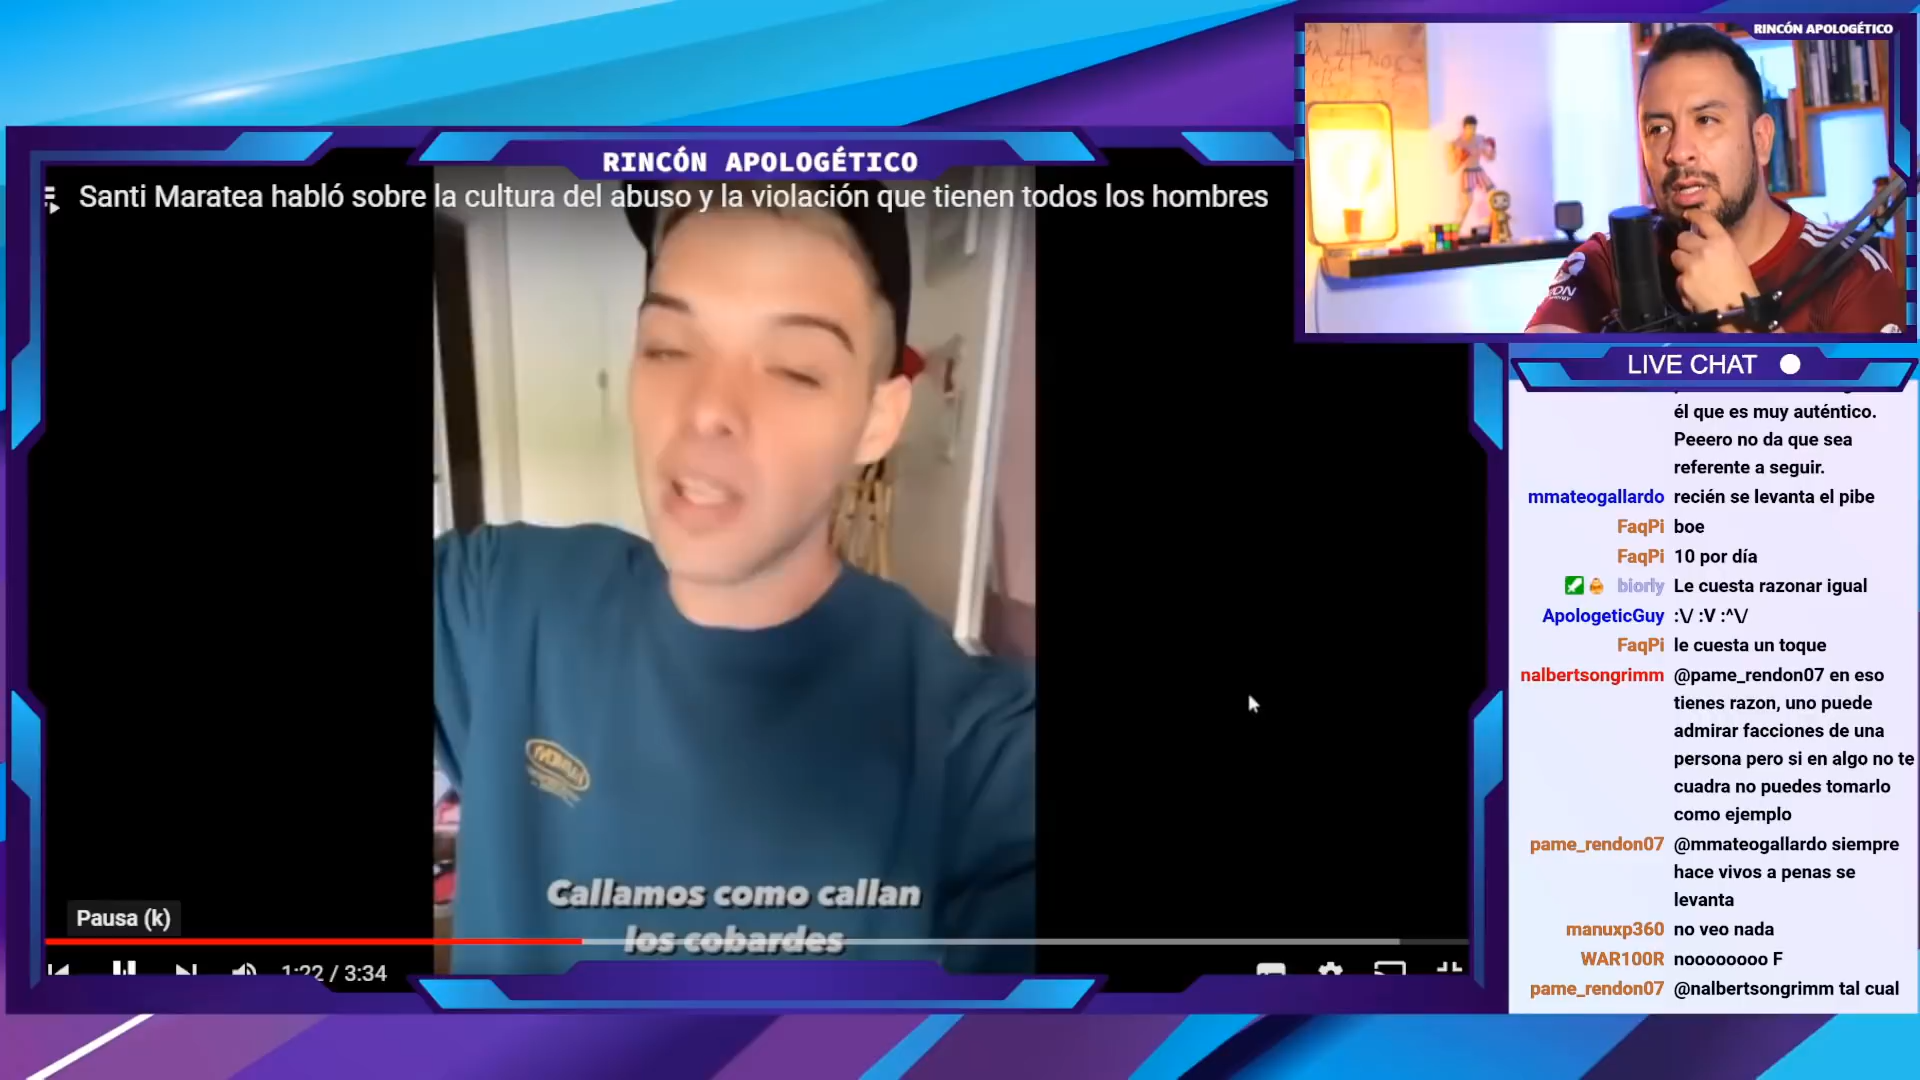 RINCÓN APOLOGÉTICO
RINCÓN APOLOGÉTICO
Santi Maratea habló sobre la cultura del abuso y la violación que tienen todos los hombres
Callamos como callan
los cobardes
Pausa (k)
1:22 / 3:34
LIVE CHAT
él que es muy auténtico.
Peeero no da que sea
referente a seguir.
mmateogallardo recién se levanta el pibe
FaqPi boe
FaqPi 10 por día
biorly Le cuesta razonar igual
ApologeticGuy :\/ :V :^\/
FaqPi le cuesta un toque
nalbertsongrimm @pame_rendon07 en eso
tienes razon, uno puede
admirar facciones de una
persona pero si en algo no te
cuadra no puedes tomarlo
como ejemplo
pame_rendon07 @mmateogallardo siempre
hace vivos a penas se
levanta
manuxp360 no veo nada
WAR100R noooooooo F
pame_rendon07 @nalbertsongrimm tal cual